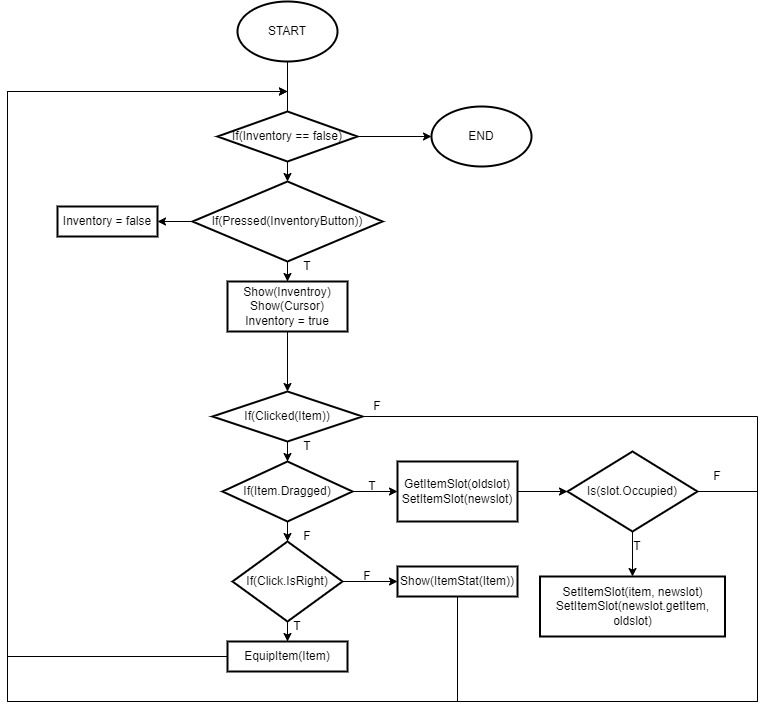 START
If(Inventory == false)
END
If(Pressed(InventoryButton))
Inventory = false
T
Show(Inventroy)
Show(Cursor)
Inventory = true
If(Clicked(Item))
F
T
If(Item.Dragged)
T
GetItemSlot(oldslot)
SetItemSlot(newslot)
Is(slot.Occupied)
F
F
T
If(Click.IsRight)
F
Show(ItemStat(Item))
SetItemSlot(item, newslot)
SetItemSlot(newslot.getItem,
oldslot)
T
EquipItem(Item)